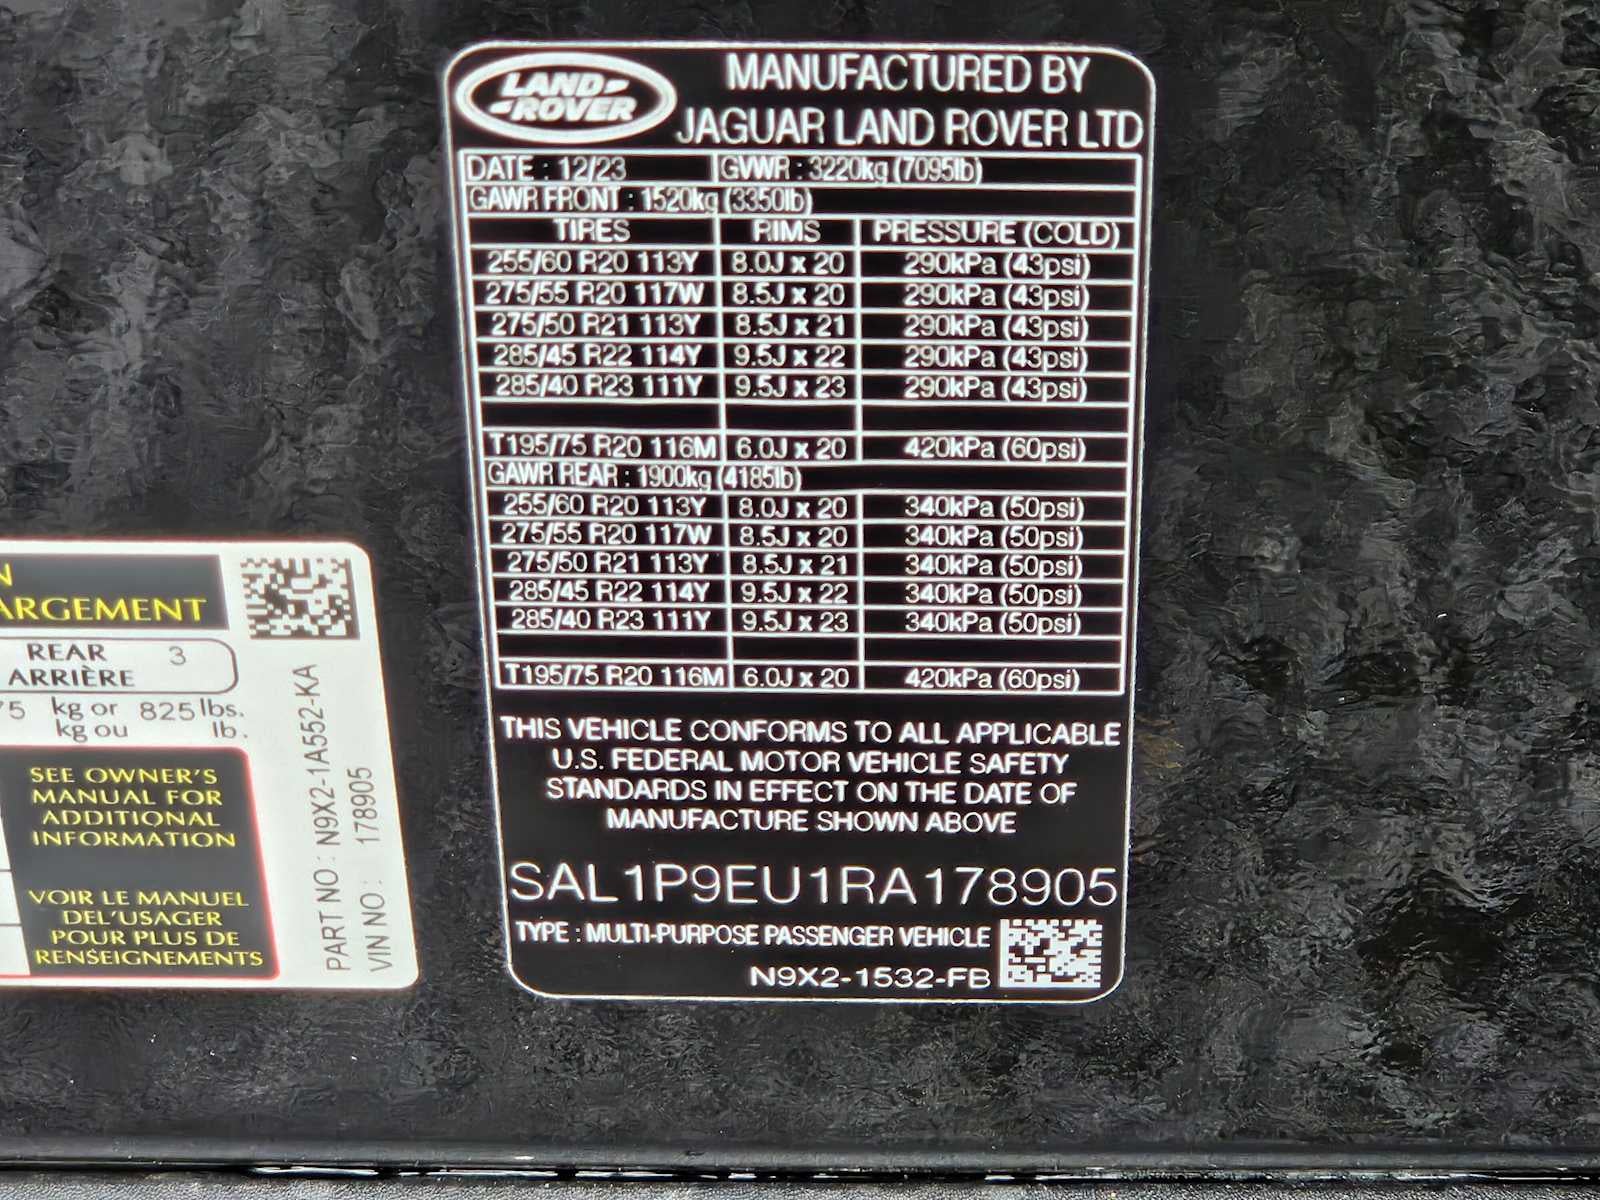 LAND
ROVER
MANUFACTURED BY
JAGUAR LAND ROVER LTD
DATE : 12/23 GVWR : 3220kg (7095lb)
GAWR FRONT : 1520kg (3350lb)
TIRES RIMS PRESSURE (COLD)
255/60 R20 113Y 8.0J x 20 290kPa (43psi)
275/55 R20 117W 8.5J x 20 290kPa (43psi)
275/50 R21 113Y 8.5J x 21 290kPa (43psi)
285/45 R22 114Y 9.5J x 22 290kPa (43psi)
285/40 R23 111Y 9.5J x 23 290kPa (43psi)
T195/75 R20 116M 6.0J x 20 420kPa (60psi)
GAWR REAR : 1900kg (4185lb)
255/60 R20 113Y 8.0J x 20 340kPa (50psi)
275/55 R20 117W 8.5J x 20 340kPa (50psi)
275/50 R21 113Y 8.5J x 21 340kPa (50psi)
285/45 R22 114Y 9.5J x 22 340kPa (50psi)
285/40 R23 111Y 9.5J x 23 340kPa (50psi)
T195/75 R20 116M 6.0J x 20 420kPa (60psi)
THIS VEHICLE CONFORMS TO ALL APPLICABLE
U.S. FEDERAL MOTOR VEHICLE SAFETY
STANDARDS IN EFFECT ON THE DATE OF
MANUFACTURE SHOWN ABOVE
SAL1P9EU1RA178905
TYPE : MULTI-PURPOSE PASSENGER VEHICLE
N9X2-1532-FB
N
ARGEMENT
REAR 3
ARRIÈRE
75 kg or 825 lbs.
kg ou lb.
SEE OWNER'S
MANUAL FOR
ADDITIONAL
INFORMATION
VOIR LE MANUEL
DEL'USAGER
POUR PLUS DE
RENSEIGNEMENTS
PART NO : N9X2-1A552-KA
VIN NO : 178905